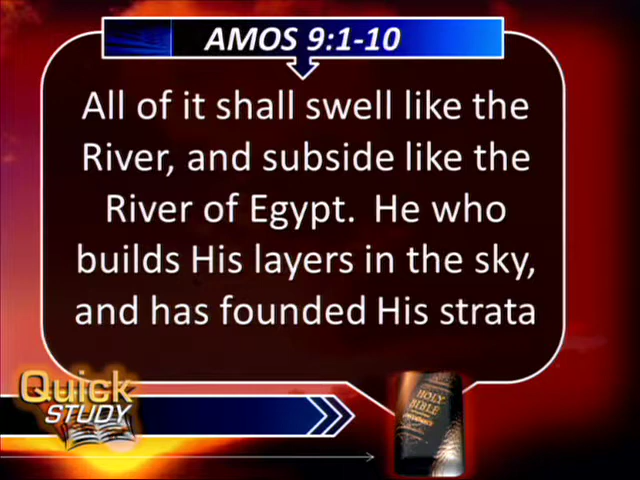 AMOS 9:1-10
All of it shall swell like the
River, and subside like the
River of Egypt.  He who
builds His layers in the sky,
and has founded His strata
Quick
STUDY
HOLY
BIBLE